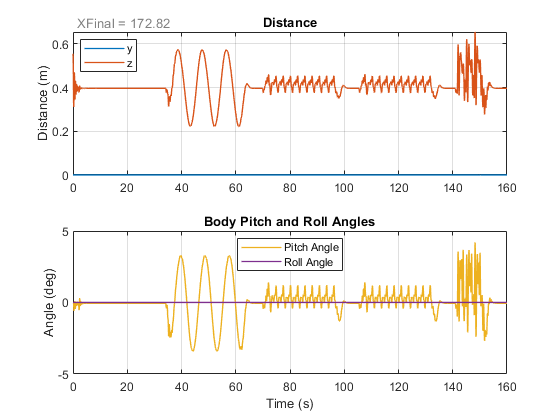 XFinal = 172.82
Distance
y
z
Distance (m)
0.6
0.4
0.2
0
0 20 40 60 80 100 120 140 160
Body Pitch and Roll Angles
Pitch Angle
Roll Angle
Angle (deg)
5
0
-5
0 20 40 60 80 100 120 140 160
Time (s)